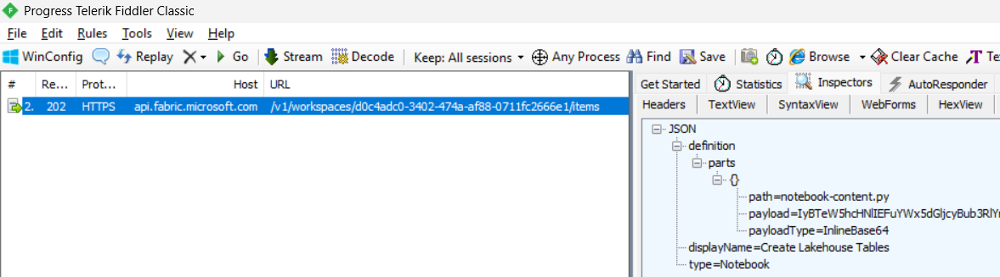 Progress Telerik Fiddler Classic
File Edit Rules Tools View Help
WinConfig Replay Go Stream Decode Keep: All sessions Any Process Find Save Browse Clear Cache Te
# Re... Prot... Host URL
2. 202 HTTPS api.fabric.microsoft.com /v1/workspaces/d0c4adc0-3402-474a-af88-0711fc2666e1/items
Get Started Statistics Inspectors AutoResponder
Headers TextView SyntaxView WebForms HexView
JSON
definition
parts
{}
path=notebook-content.py
payload=IyBTeW5hcHNlIEFuYWx5dGljcyBub3RlYm
payloadType=InlineBase64
displayName=Create Lakehouse Tables
type=Notebook